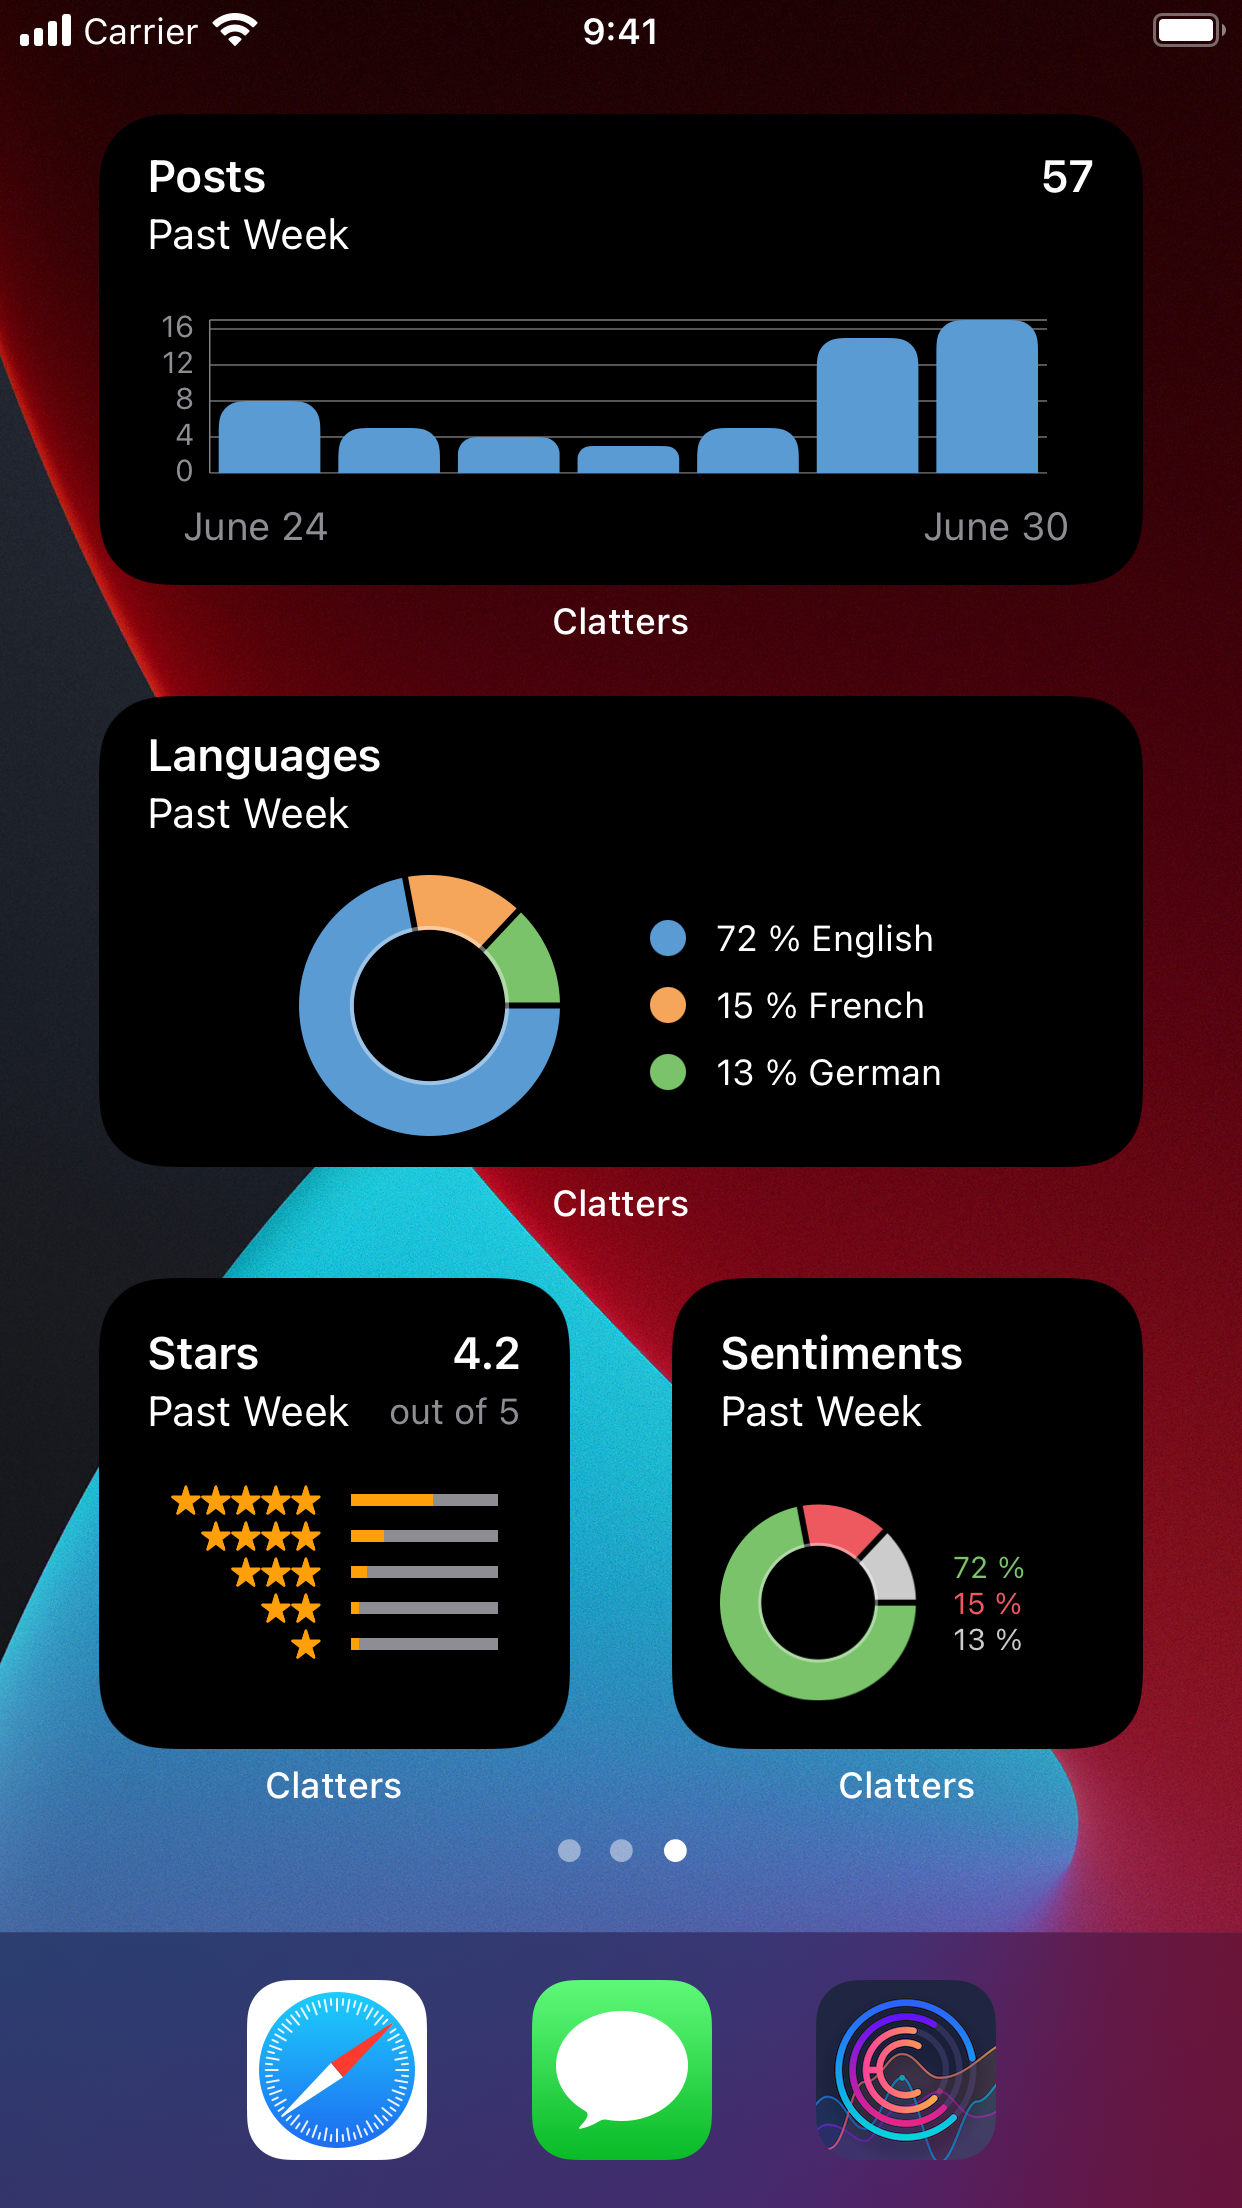 Carrier 9:41
Posts 57
Past Week
16
12
8
4
0
June 24 June 30
Clatters
Languages
Past Week
72 % English
15 % French
13 % German
Clatters
Stars 4.2
Past Week out of 5
Sentiments
Past Week
72 %
15 %
13 %
Clatters Clatters